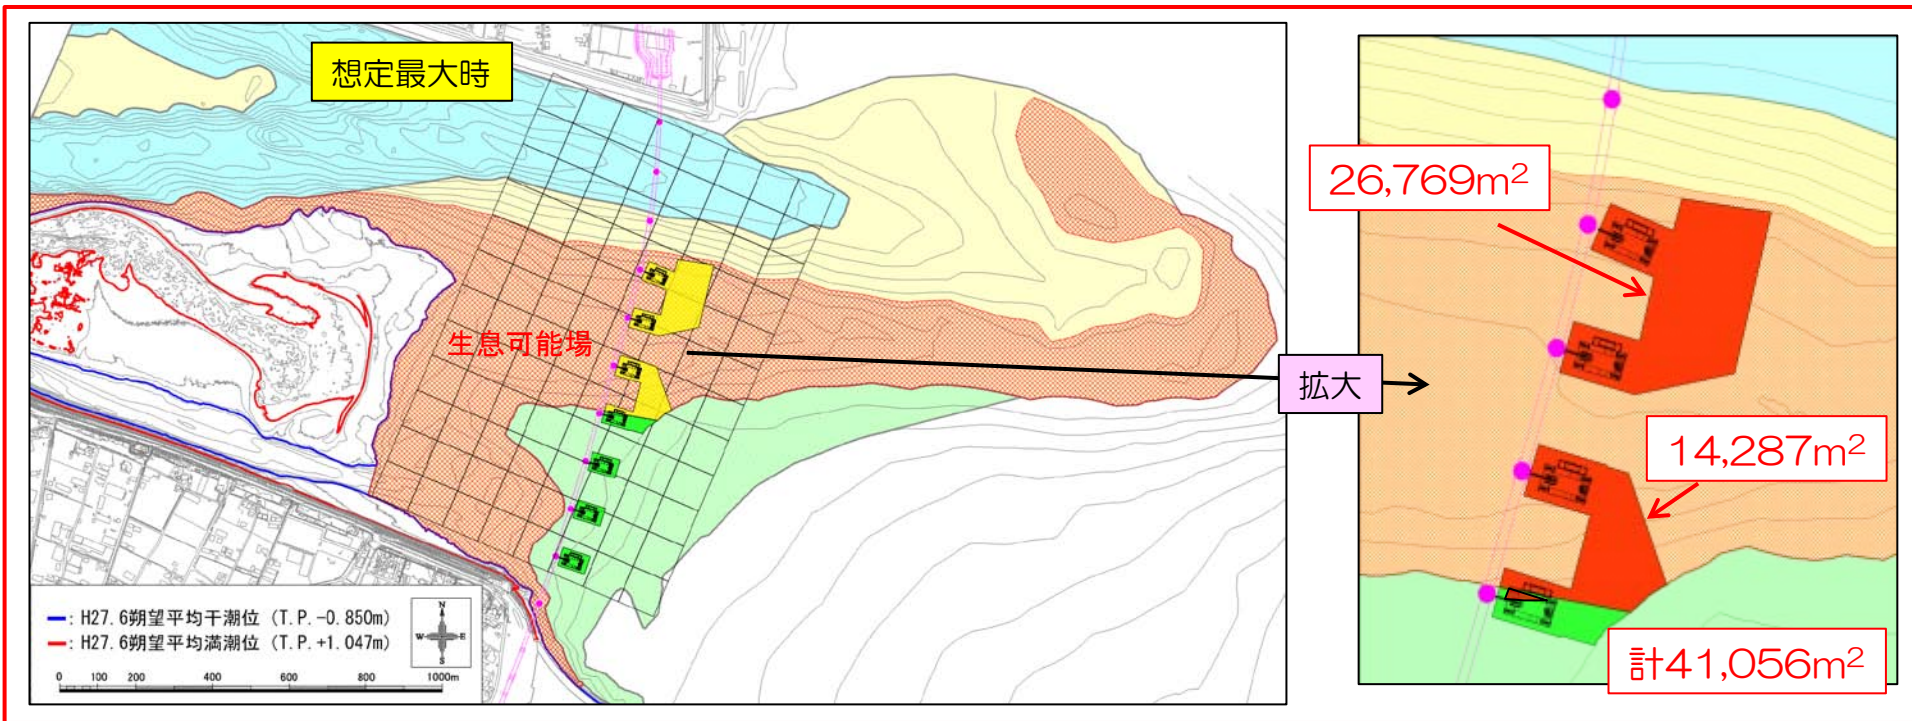 想定最大時
生息可能場
拡大
26,769m²
14,287m²
計41,056m²
: H27.6朔望平均干潮位 (T.P.-0.850m)
: H27.6朔望平均満潮位 (T.P.+1.047m)
N
W E
S
0 100 200 400 600 800 1000m